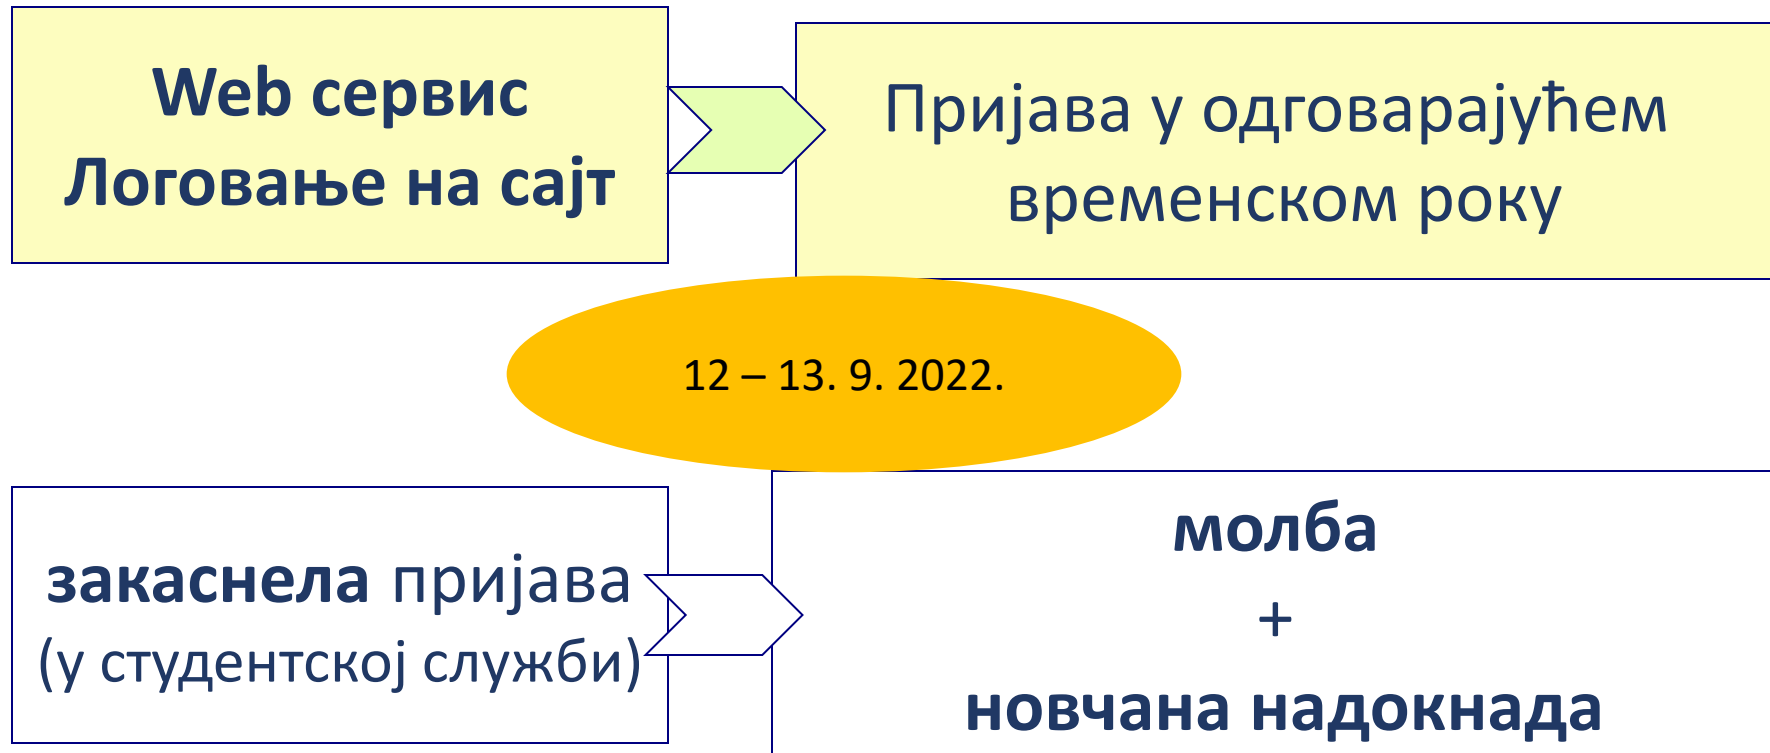 Web сервис
Логовање на сајт
Пријава у одговарајућем
временском року
12 – 13. 9. 2022.
закаснела пријава
(у студентској служби)
молба
+
новчана надокнада